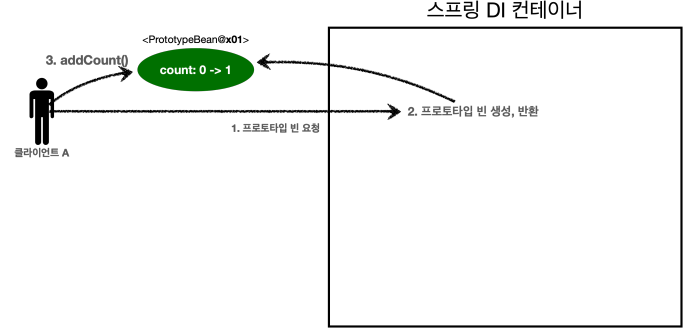 스프링 DI 컨테이너
<PrototypeBean@x01>
3. addCount()
count: 0 -> 1
2. 프로토타입 빈 생성, 반환
1. 프로토타입 빈 요청
클라이언트 A